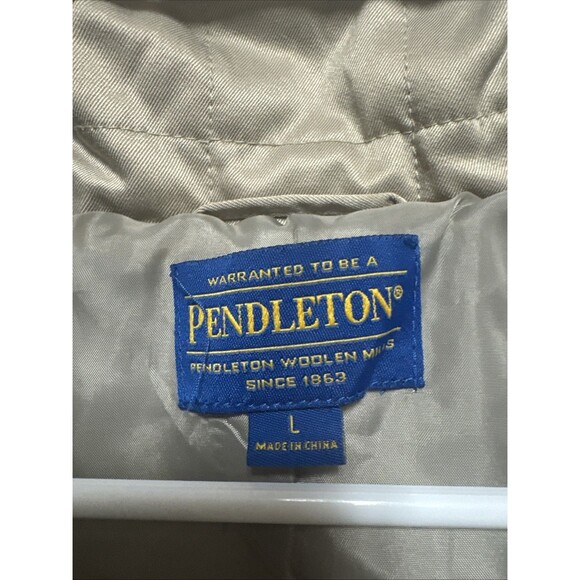 WARRANTED TO BE A
PENDLETON®
PENDLETON WOOLEN MILLS
SINCE 1863
L
MADE IN CHINA